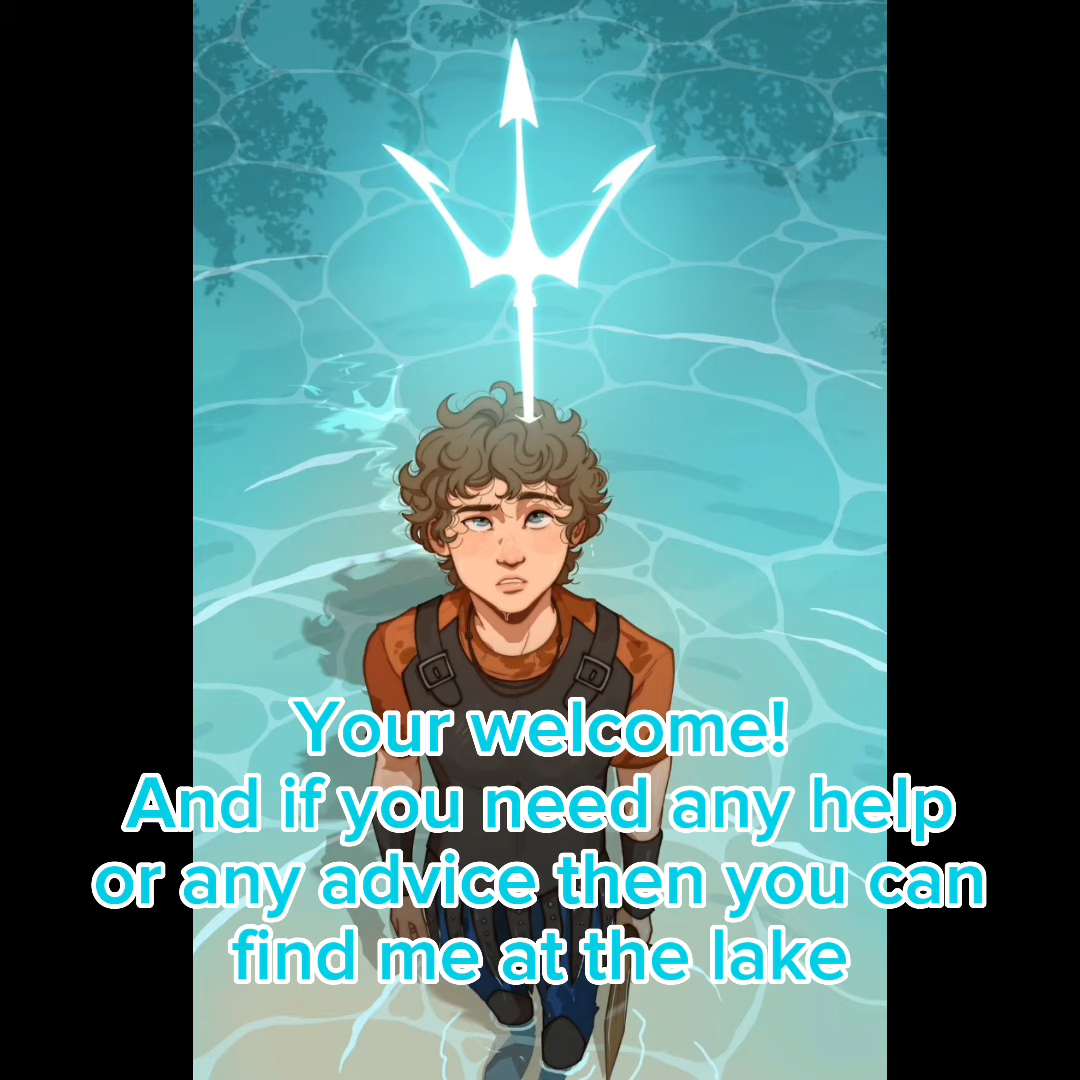 Your welcome!
And if you need any help
or any advice then you can
find me at the lake